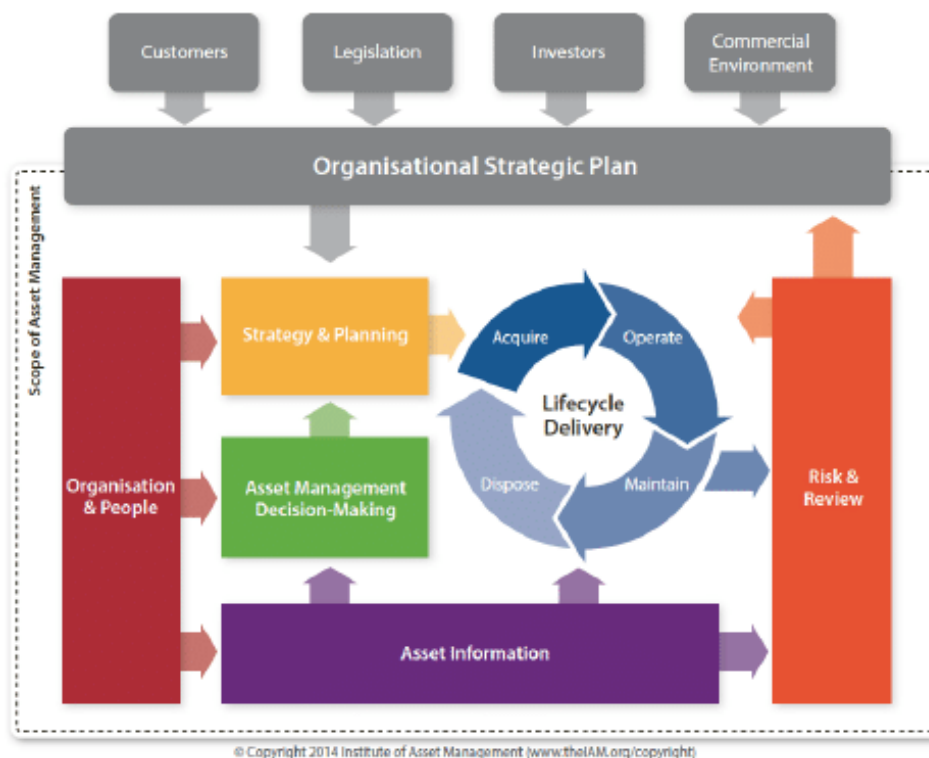 Customers
Legislation
Investors
Commercial
Environment
Organisational Strategic Plan
Scope of Asset Management
Strategy & Planning
Acquire
Operate
Lifecycle
Delivery
Organisation
& People
Asset Management
Decision-Making
Dispose
Maintain
Risk &
Review
Asset Information
© Copyright 2014 Institute of Asset Management (www.theIAM.org/copyright)